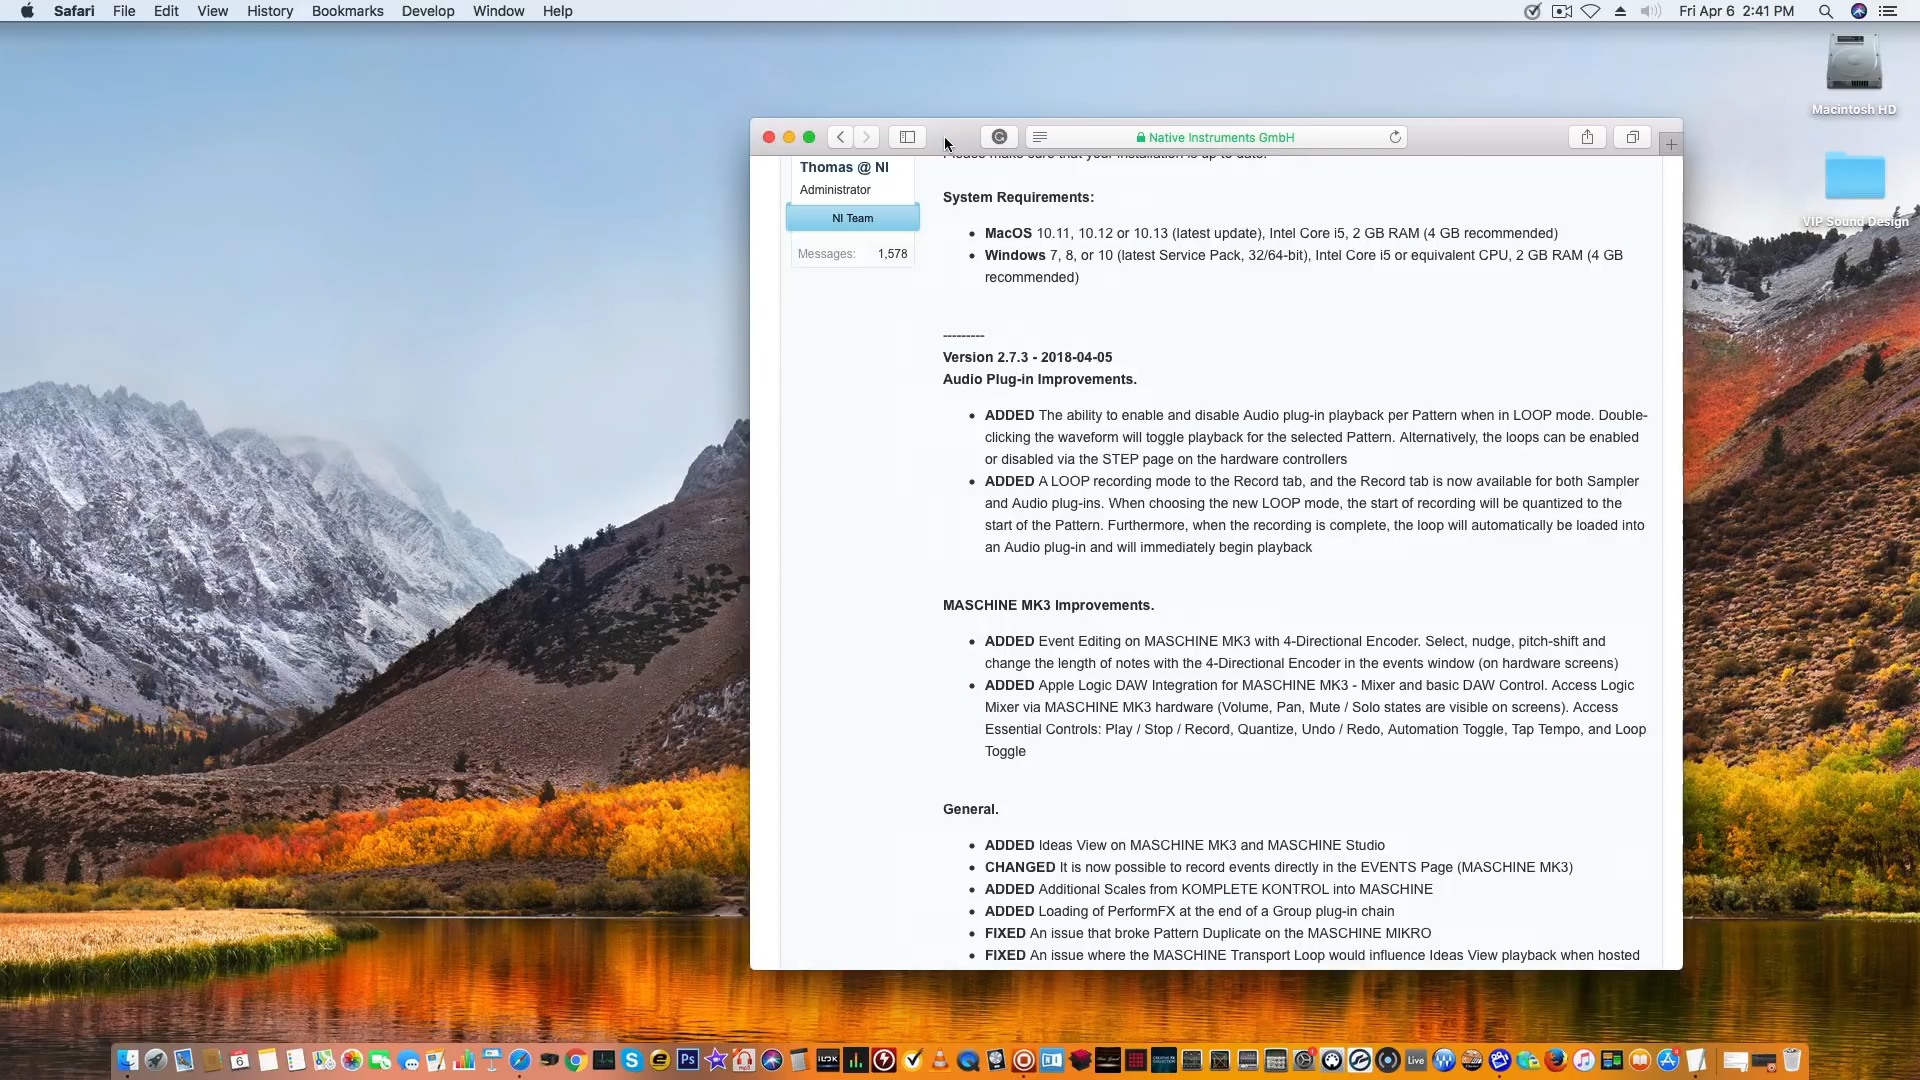 Safari File Edit View History Bookmarks Develop Window Help
Fri Apr 6 2:41 PM
Macintosh HD
VIP Sound Design
Native Instruments GmbH
Thomas @ NI
Administrator
NI Team
Messages: 1,578
Please make sure that your installation is up to date.
System Requirements:
MacOS 10.11, 10.12 or 10.13 (latest update), Intel Core i5, 2 GB RAM (4 GB recommended)
Windows 7, 8, or 10 (latest Service Pack, 32/64-bit), Intel Core i5 or equivalent CPU, 2 GB RAM (4 GB
recommended)
---------
Version 2.7.3 - 2018-04-05
Audio Plug-in Improvements.
ADDED The ability to enable and disable Audio plug-in playback per Pattern when in LOOP mode. Double-
clicking the waveform will toggle playback for the selected Pattern. Alternatively, the loops can be enabled
or disabled via the STEP page on the hardware controllers
ADDED A LOOP recording mode to the Record tab, and the Record tab is now available for both Sampler
and Audio plug-ins. When choosing the new LOOP mode, the start of recording will be quantized to the
start of the Pattern. Furthermore, when the recording is complete, the loop will automatically be loaded into
an Audio plug-in and will immediately begin playback
MASCHINE MK3 Improvements.
ADDED Event Editing on MASCHINE MK3 with 4-Directional Encoder. Select, nudge, pitch-shift and
change the length of notes with the 4-Directional Encoder in the events window (on hardware screens)
ADDED Apple Logic DAW Integration for MASCHINE MK3 - Mixer and basic DAW Control. Access Logic
Mixer via MASCHINE MK3 hardware (Volume, Pan, Mute / Solo states are visible on screens). Access
Essential Controls: Play / Stop / Record, Quantize, Undo / Redo, Automation Toggle, Tap Tempo, and Loop
Toggle
General.
ADDED Ideas View on MASCHINE MK3 and MASCHINE Studio
CHANGED It is now possible to record events directly in the EVENTS Page (MASCHINE MK3)
ADDED Additional Scales from KOMPLETE KONTROL into MASCHINE
ADDED Loading of PerformFX at the end of a Group plug-in chain
FIXED An issue that broke Pattern Duplicate on the MASCHINE MIKRO
FIXED An issue where the MASCHINE Transport Loop would influence Ideas View playback when hosted
6
Ps
Live